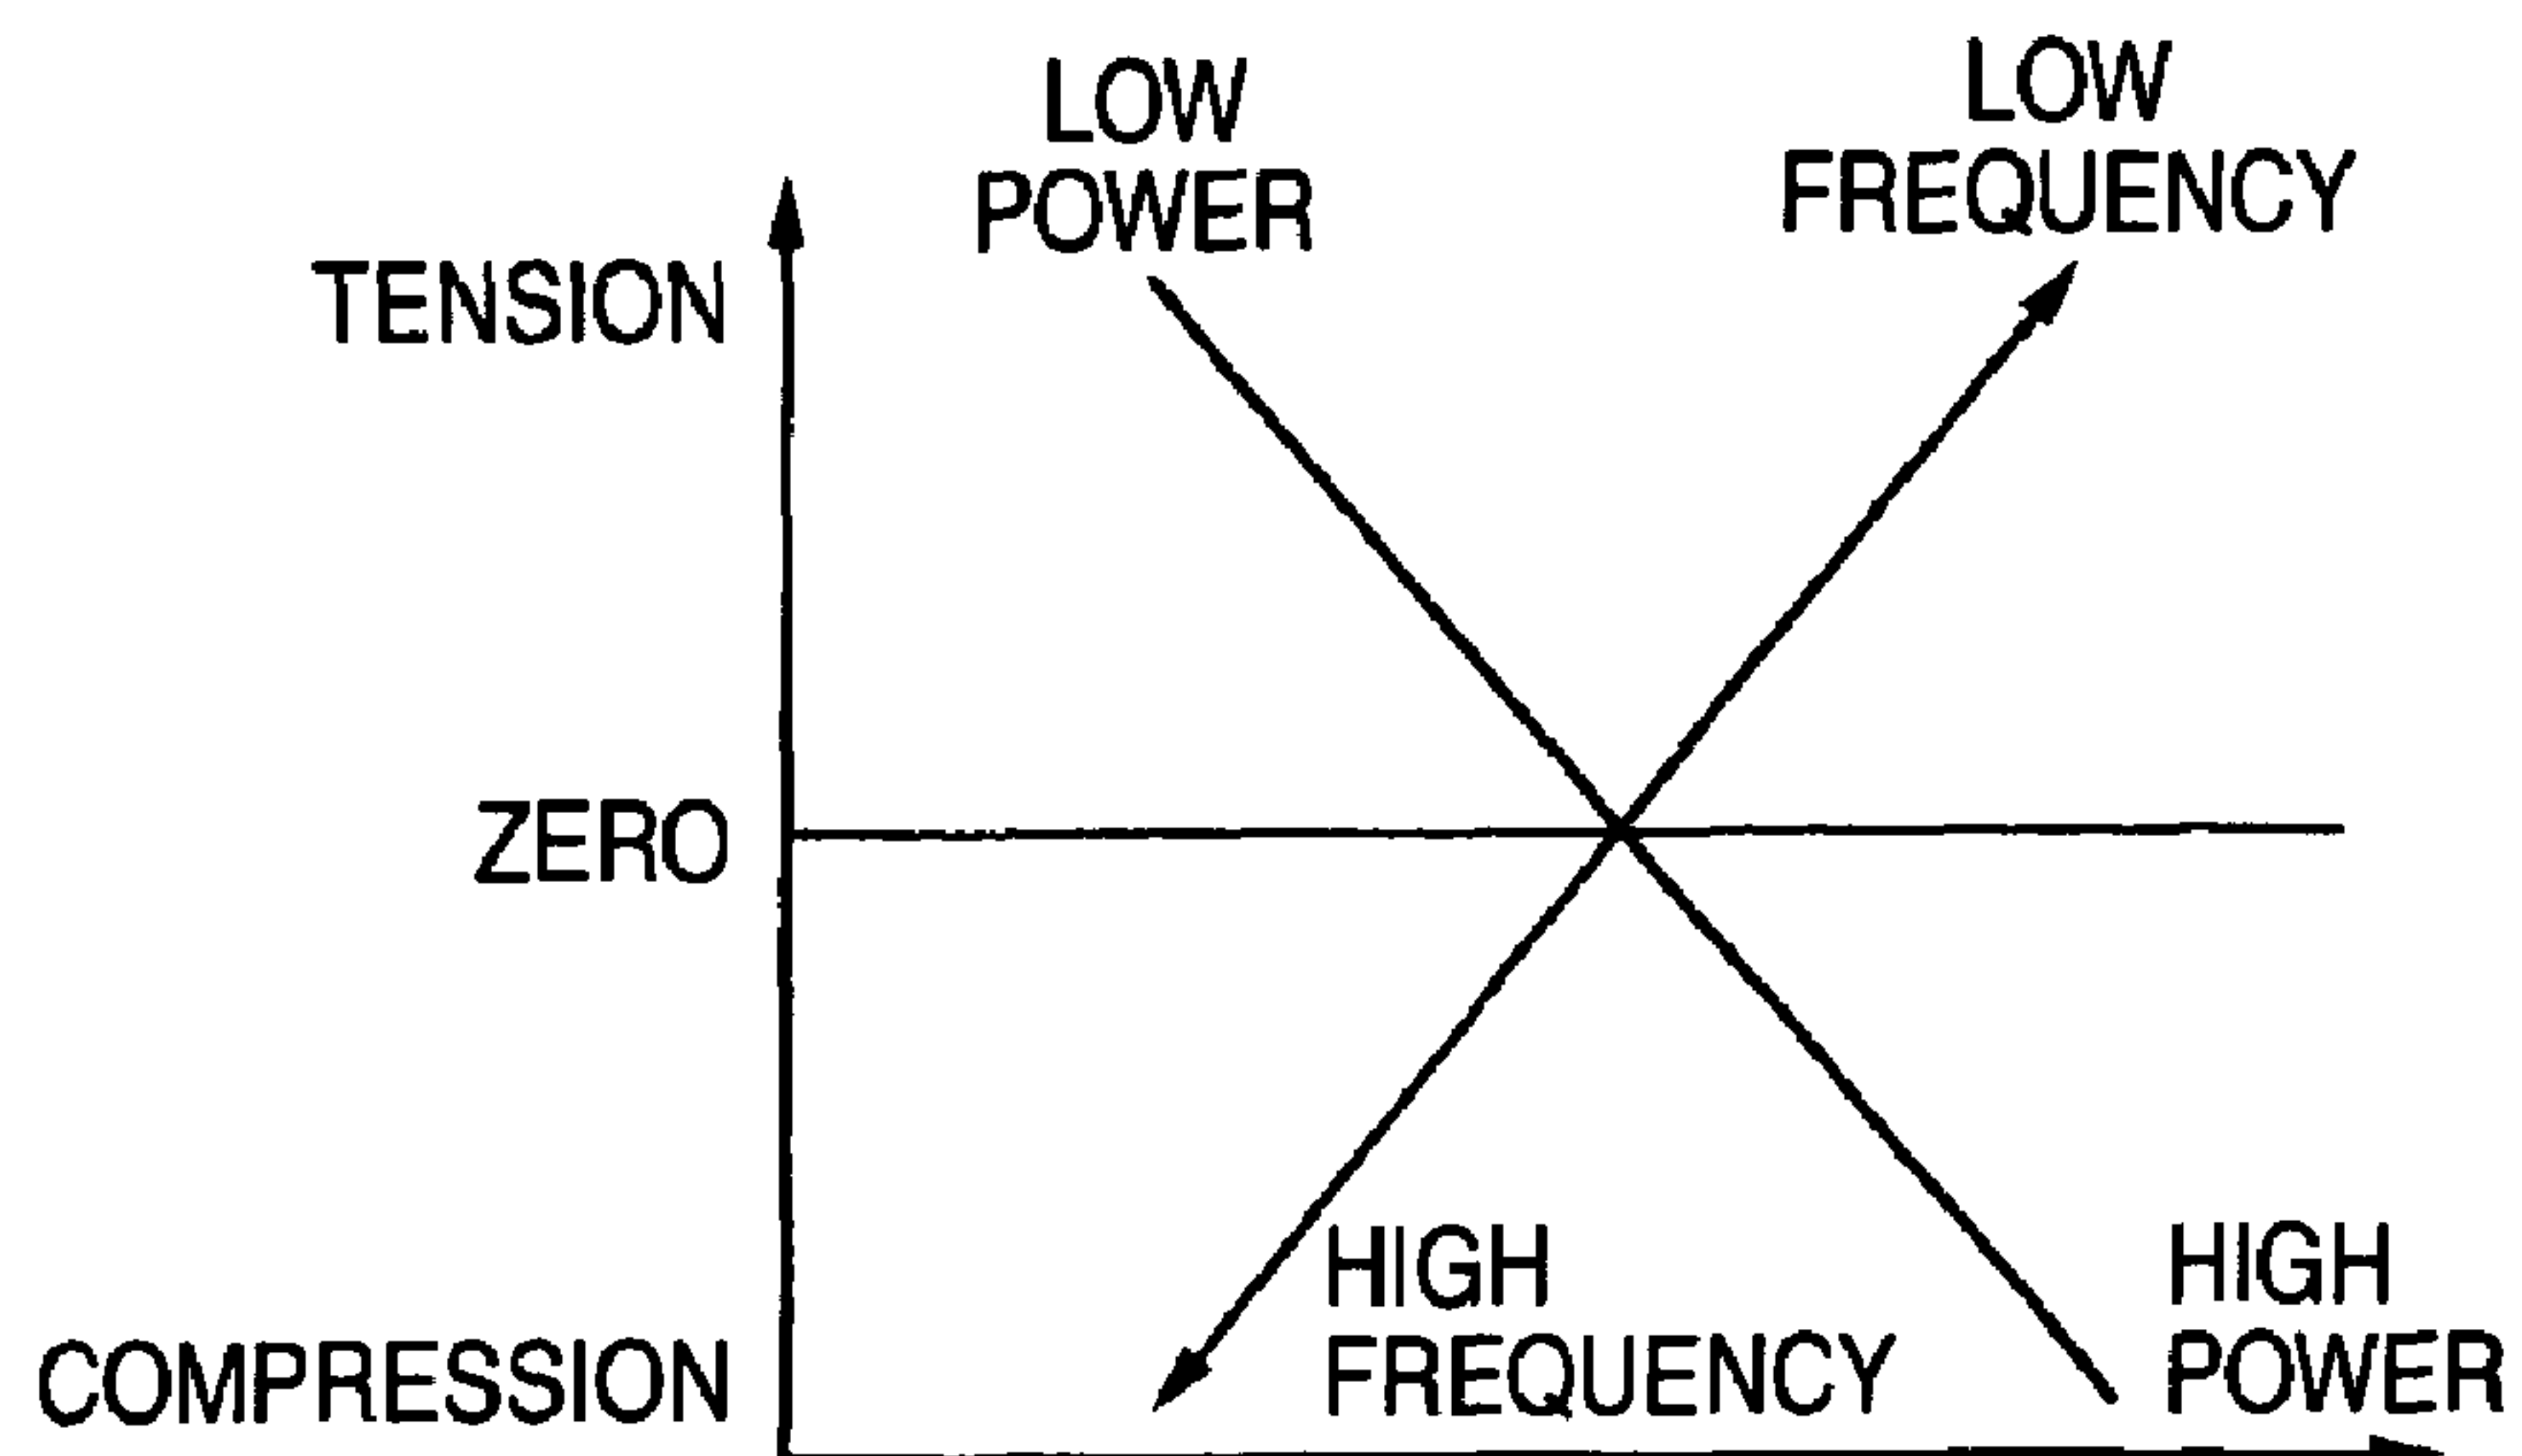 LOW
POWER
LOW
FREQUENCY
TENSION
ZERO
HIGH
FREQUENCY
HIGH
POWER
COMPRESSION